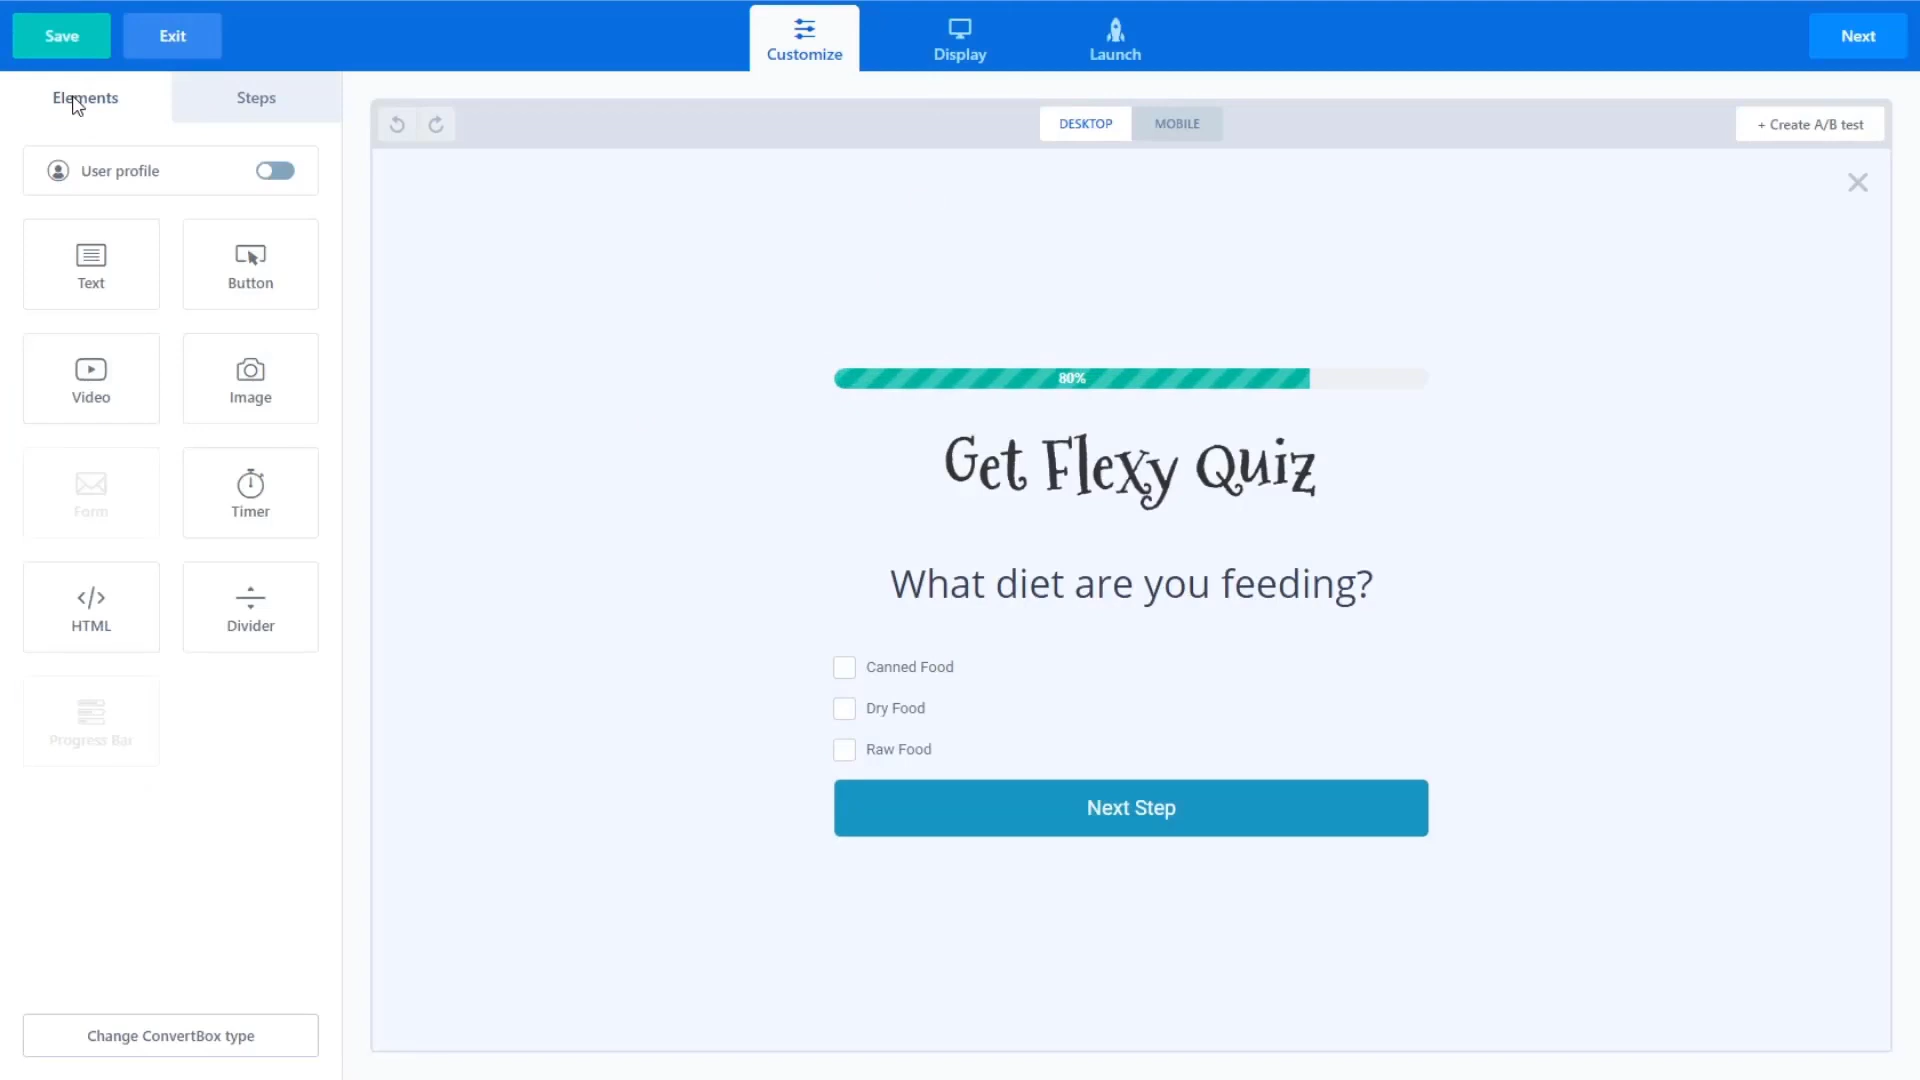 Save
Exit
Customize
Display
Launch
Next
Elements
Steps
User profile
Text
Button
Video
Image
Form
Timer
HTML
Divider
Progress Bar
Change ConvertBox type
DESKTOP
MOBILE
+ Create A/B test
80%
Get Flexy Quiz
What diet are you feeding?
Canned Food
Dry Food
Raw Food
Next Step